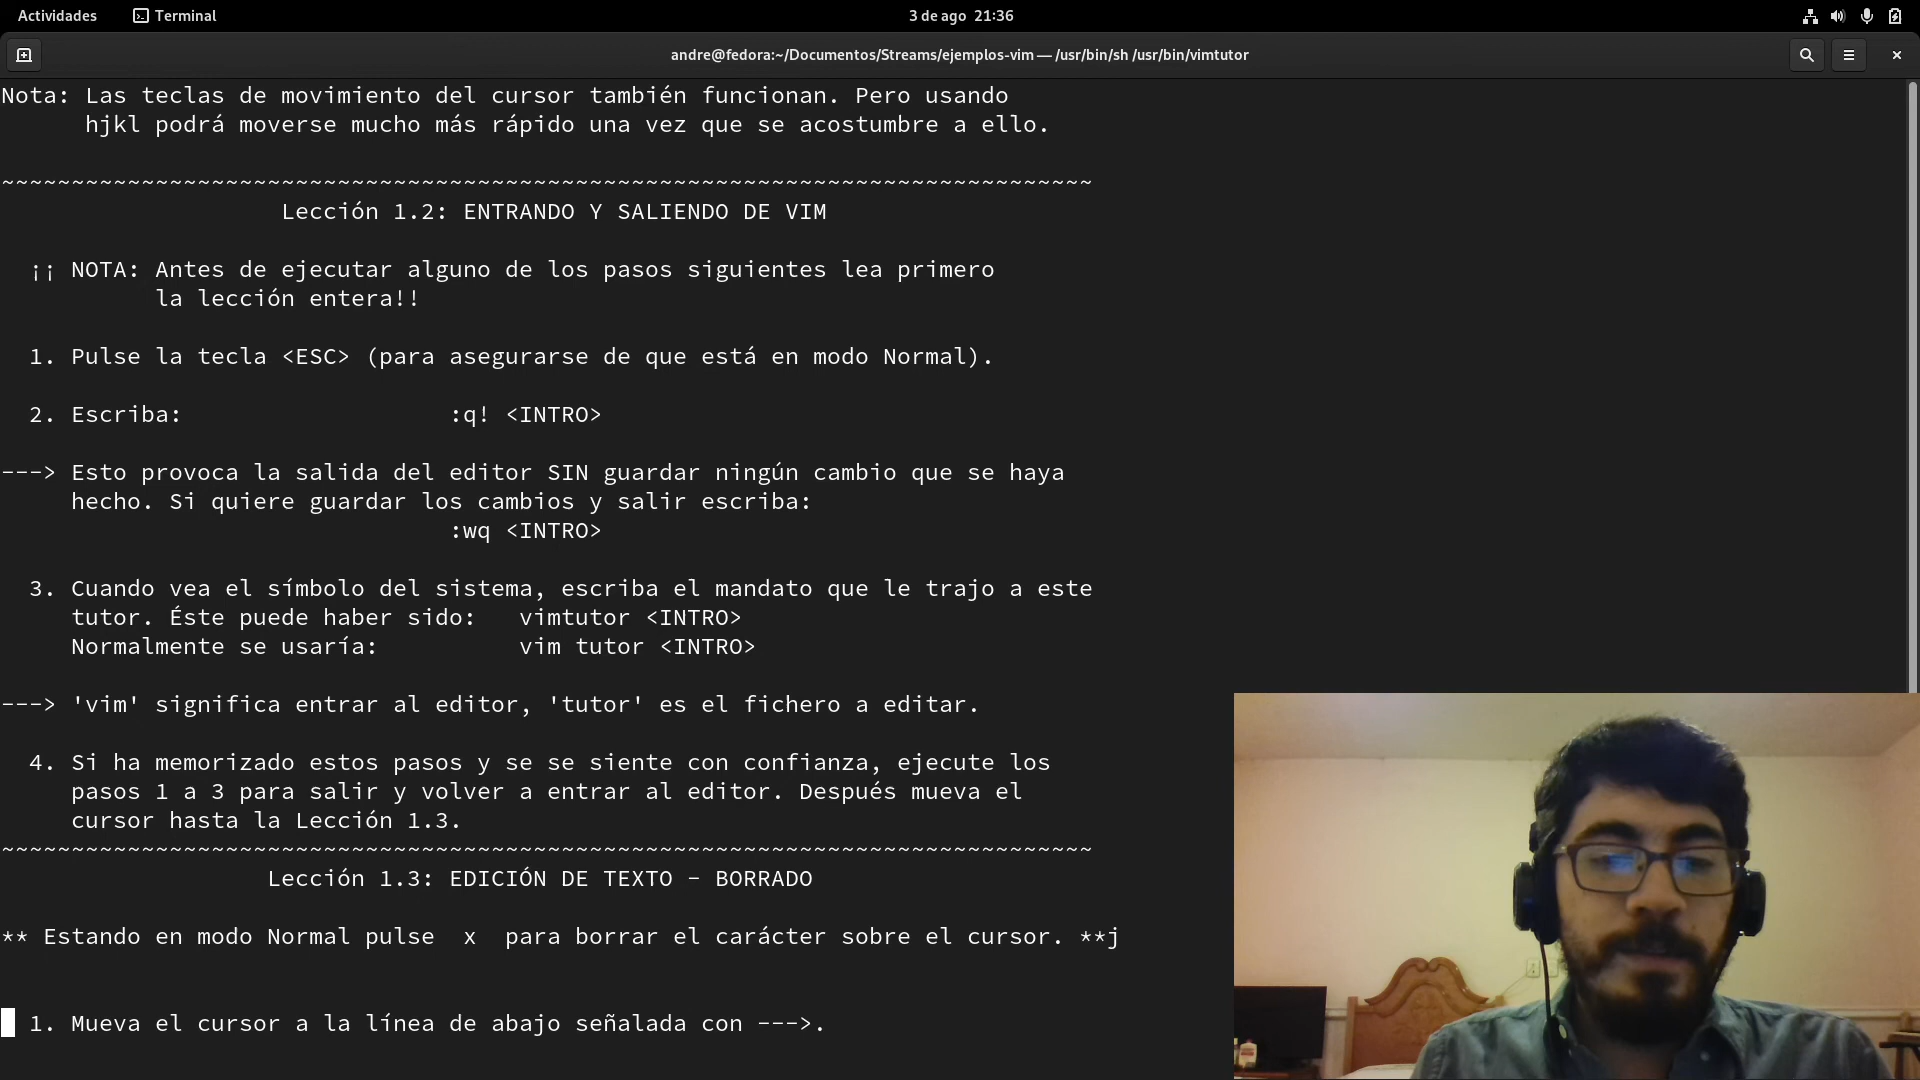 Actividades Terminal 3 de ago 21:36
andre@fedora:~/Documentos/Streams/ejemplos-vim — /usr/bin/sh /usr/bin/vimtutor
Nota: Las teclas de movimiento del cursor también funcionan. Pero usando
hjkl podrá moverse mucho más rápido una vez que se acostumbre a ello.
~~~~~~~~~~~~~~~~~~~~~~~~~~~~~~~~~~~~~~~~~~~~~~~~~~~~~~~~~~~~~~~~~~~~~~~~~~~~~~
Lección 1.2: ENTRANDO Y SALIENDO DE VIM
¡¡ NOTA: Antes de ejecutar alguno de los pasos siguientes lea primero
la lección entera!!
1. Pulse la tecla <ESC> (para asegurarse de que está en modo Normal).
2. Escriba: :q! <INTRO>
---> Esto provoca la salida del editor SIN guardar ningún cambio que se haya
hecho. Si quiere guardar los cambios y salir escriba:
:wq <INTRO>
3. Cuando vea el símbolo del sistema, escriba el mandato que le trajo a este
tutor. Éste puede haber sido: vimtutor <INTRO>
Normalmente se usaría: vim tutor <INTRO>
---> 'vim' significa entrar al editor, 'tutor' es el fichero a editar.
4. Si ha memorizado estos pasos y se se siente con confianza, ejecute los
pasos 1 a 3 para salir y volver a entrar al editor. Después mueva el
cursor hasta la Lección 1.3.
~~~~~~~~~~~~~~~~~~~~~~~~~~~~~~~~~~~~~~~~~~~~~~~~~~~~~~~~~~~~~~~~~~~~~~~~~~~~~~
Lección 1.3: EDICIÓN DE TEXTO - BORRADO
** Estando en modo Normal pulse x para borrar el carácter sobre el cursor. **j
1. Mueva el cursor a la línea de abajo señalada con --->.